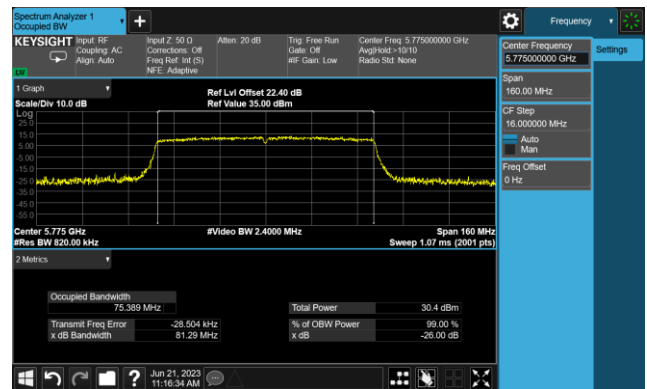 Spectrum Analyzer 1
Occupied BW
Frequency
KEYSIGHT
Input: RF
Coupling: AC
Align: Auto
Input Z: 50 Ω
Corrections: Off
Freq Ref: Int (S)
NFE: Adaptive
Atten: 20 dB
Trig: Free Run
Gate: Off
#IF Gain: Low
Center Freq: 5.775000000 GHz
Avg|Hold:>10/10
Radio Std: None
Center Frequency
5.775000000 GHz
Settings
Span
160.00 MHz
CF Step
16.000000 MHz
Auto
Man
Freq Offset
0 Hz
1 Graph
Scale/Div 10.0 dB
Ref Lvl Offset 22.40 dB
Ref Value 35.00 dBm
Log
25.0
15.0
5.00
-5.00
-15.0
-25.0
-35.0
-45.0
-55.0
Center 5.775 GHz
#Res BW 820.00 kHz
#Video BW 2.4000 MHz
Span 160 MHz
Sweep 1.07 ms (2001 pts)
2 Metrics
Occupied Bandwidth
75.389 MHz
Total Power 30.4 dBm
Transmit Freq Error -28.504 kHz
% of OBW Power 99.00 %
x dB Bandwidth 81.29 MHz
x dB -26.00 dB
?
Jun 21, 2023
11:16:34 AM